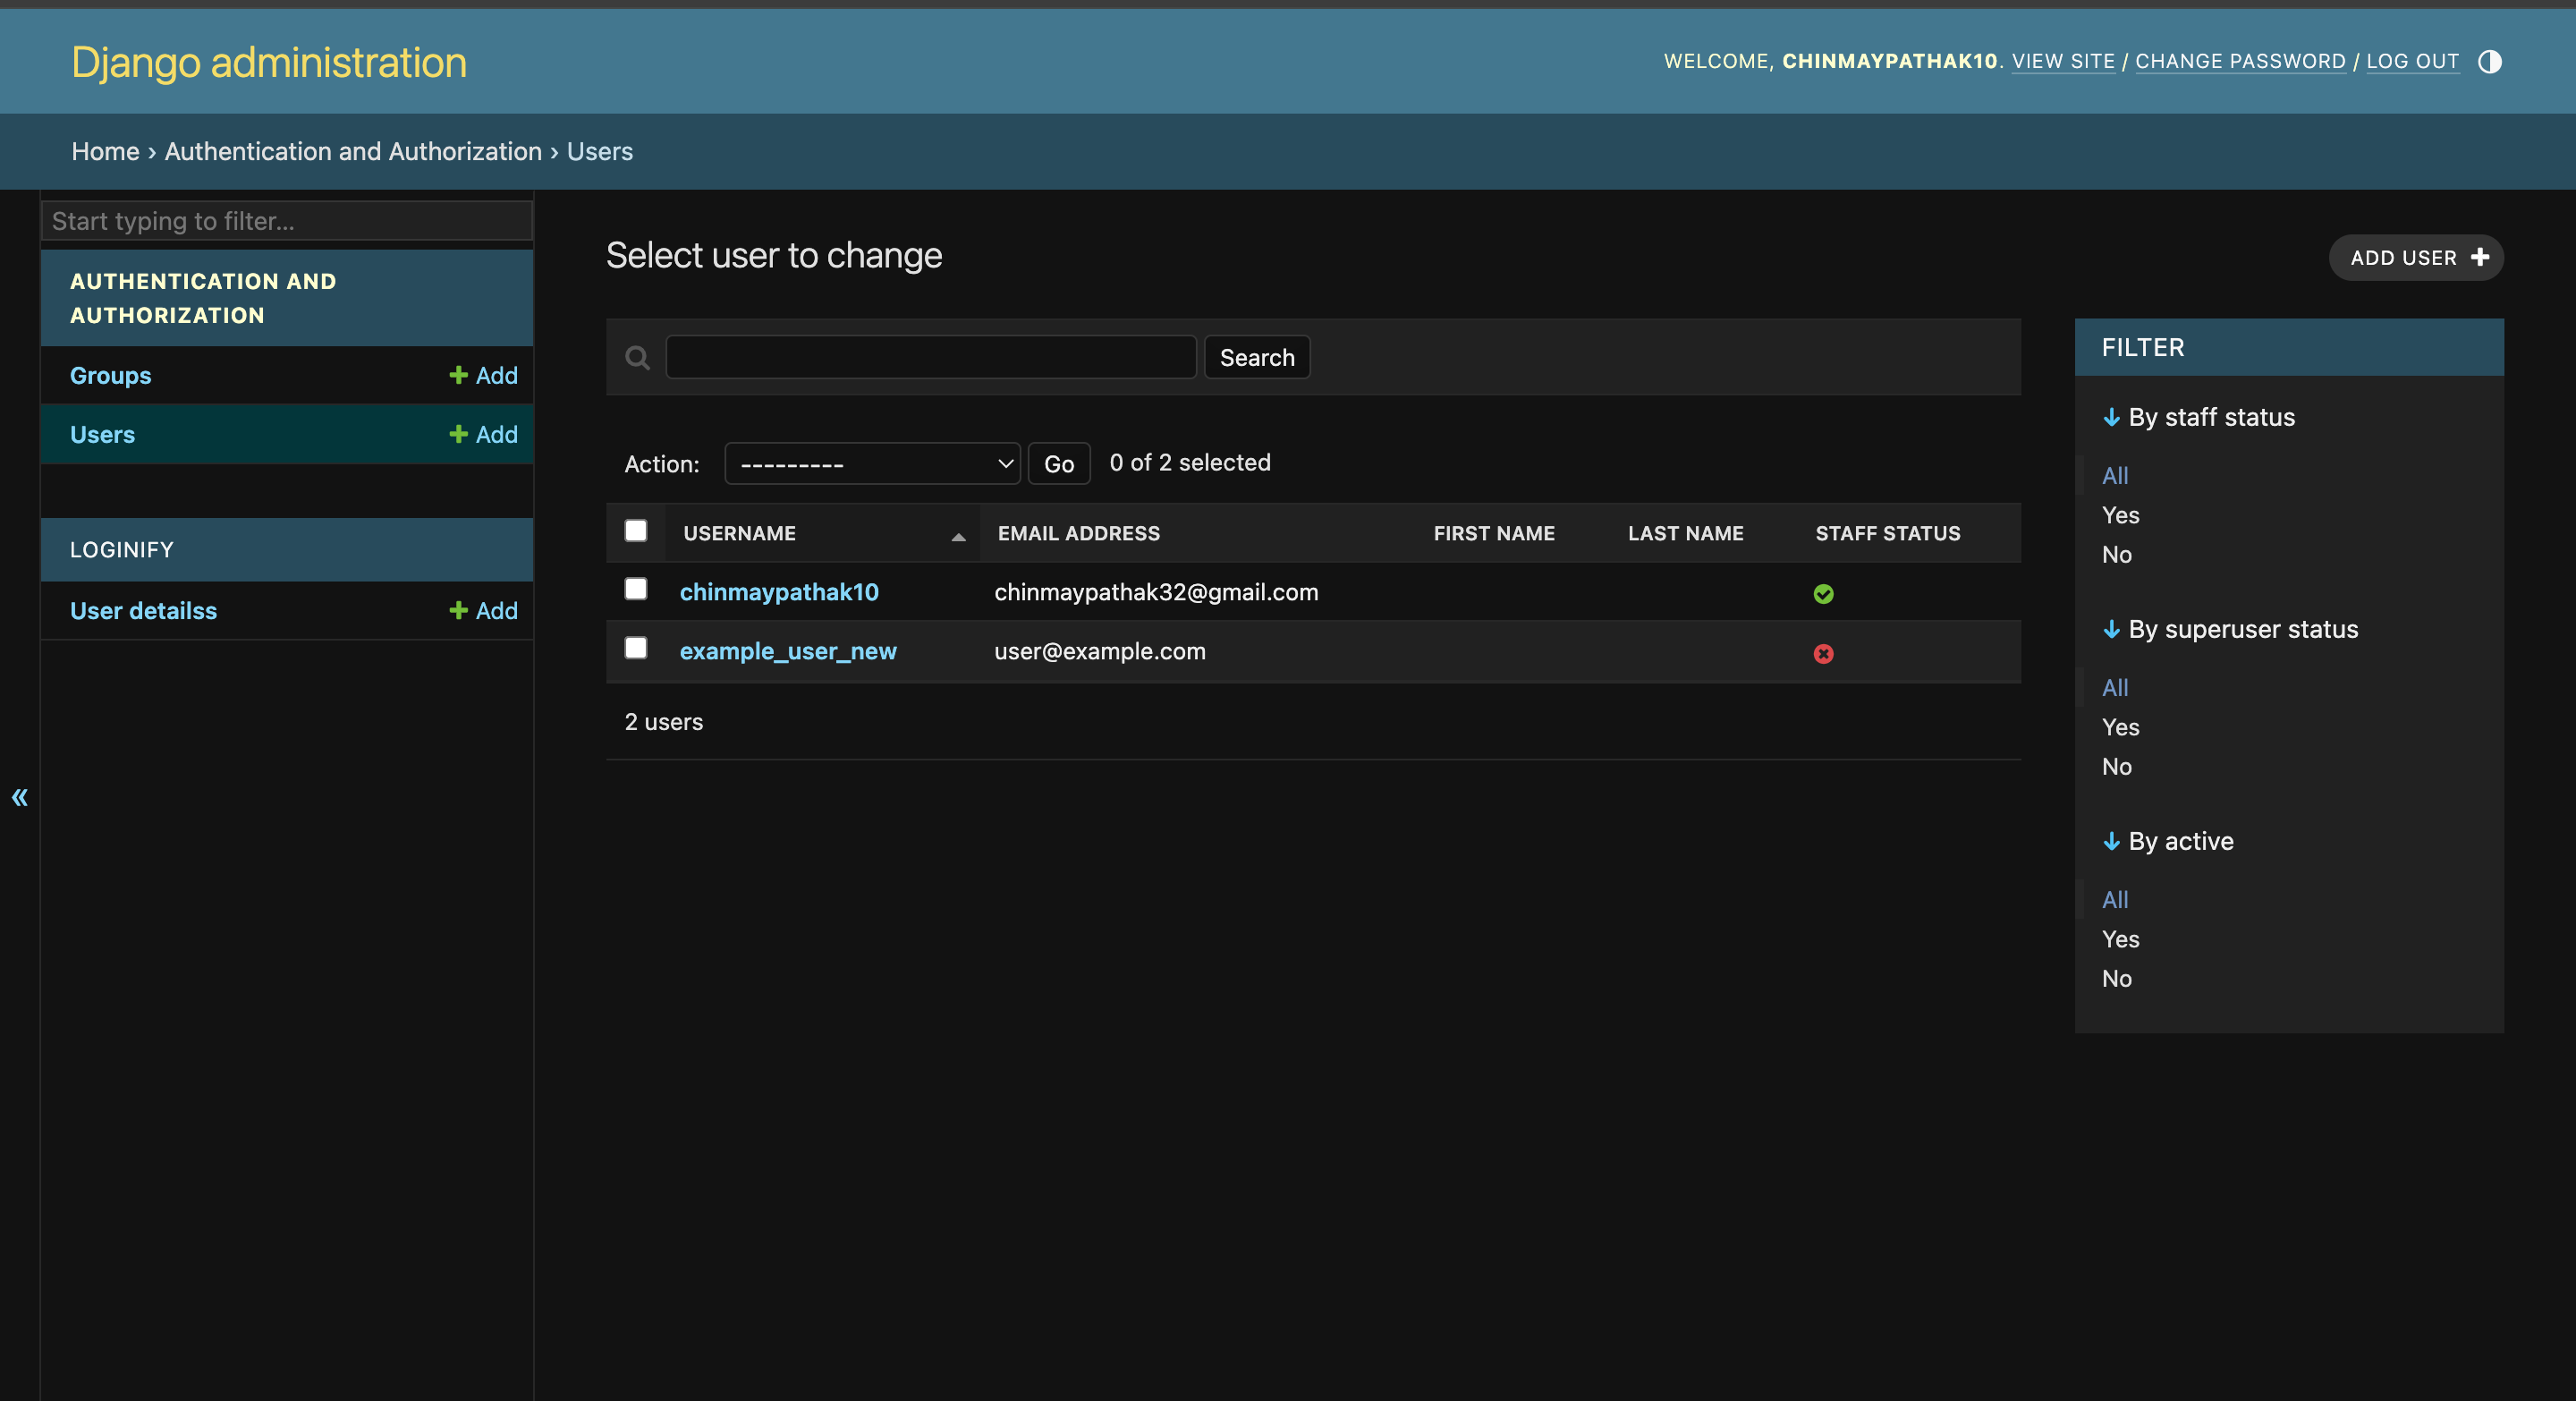 Django administration
WELCOME, CHINMAYPATHAK10. VIEW SITE / CHANGE PASSWORD / LOG OUT
Home › Authentication and Authorization › Users
Start typing to filter...
AUTHENTICATION AND
AUTHORIZATION
Groups + Add
Users + Add
LOGINIFY
User detailss + Add
«
Select user to change
ADD USER +
Search
Action: --------- Go 0 of 2 selected
USERNAME EMAIL ADDRESS FIRST NAME LAST NAME STAFF STATUS
chinmaypathak10 chinmaypathak32@gmail.com
example_user_new user@example.com
2 users
FILTER
↓ By staff status
All
Yes
No
↓ By superuser status
All
Yes
No
↓ By active
All
Yes
No